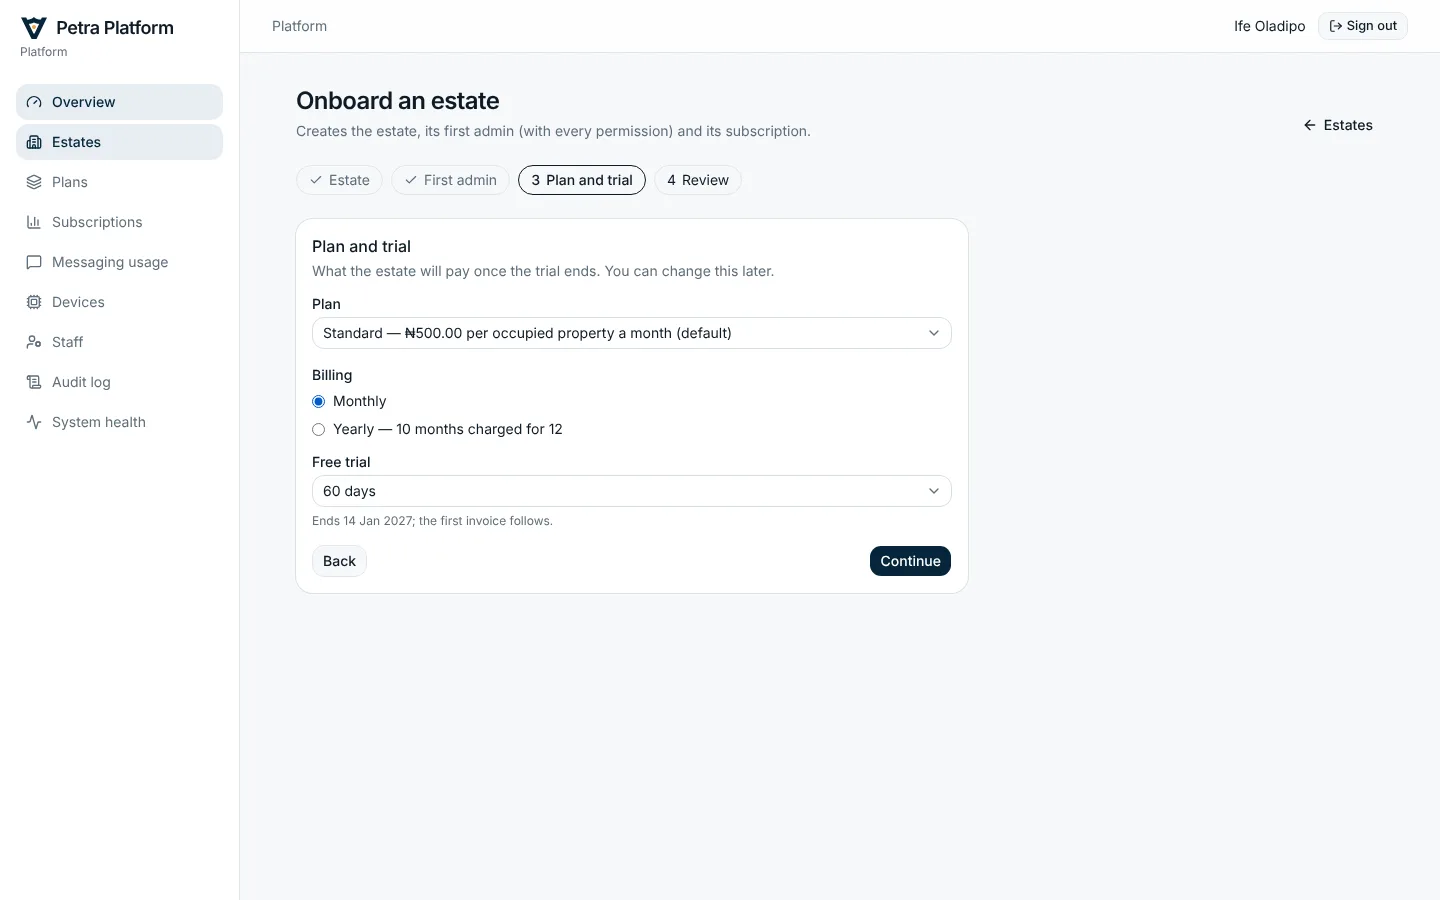 Petra Platform
Platform
Overview
Estates
Plans
Subscriptions
Messaging usage
Devices
Staff
Audit log
System health
Platform
Ife Oladipo
Sign out
Onboard an estate
Creates the estate, its first admin (with every permission) and its subscription.
Estates
Estate
First admin
3 Plan and trial
4 Review
Plan and trial
What the estate will pay once the trial ends. You can change this later.
Plan
Standard — ₦500.00 per occupied property a month (default)
Billing
Monthly
Yearly — 10 months charged for 12
Free trial
60 days
Ends 14 Jan 2027; the first invoice follows.
Back
Continue